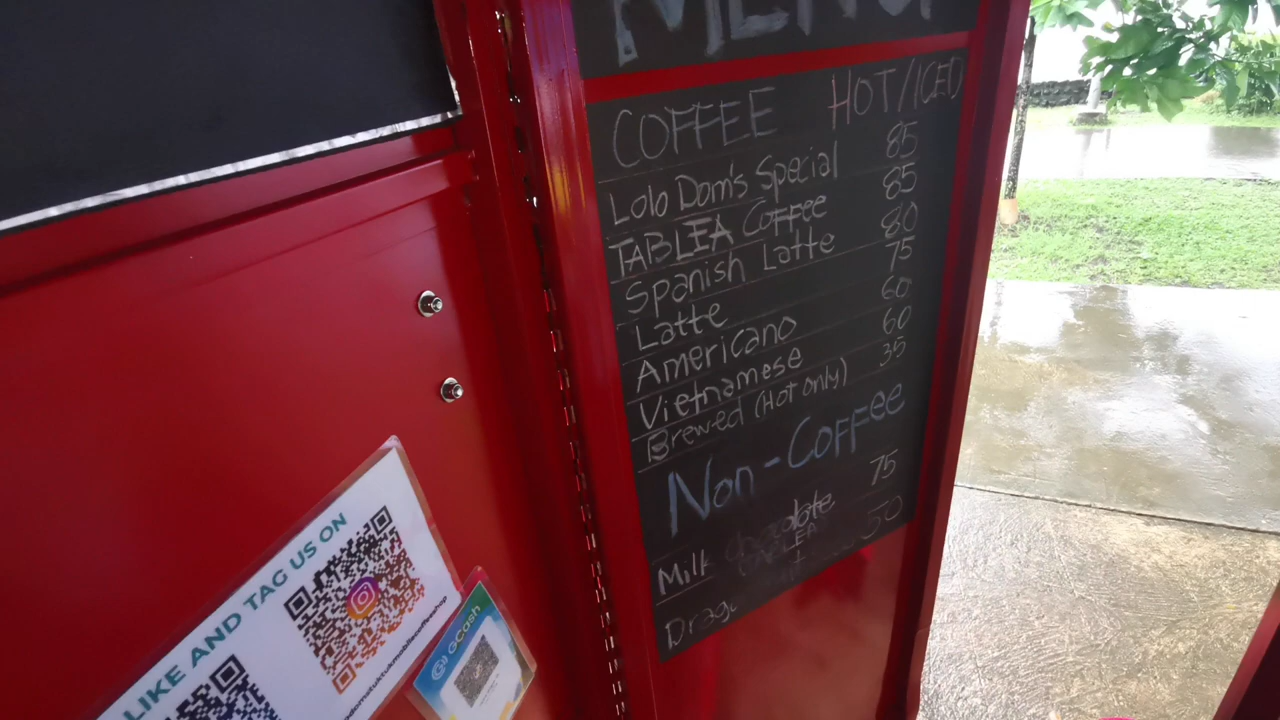 MENU
COFFEE HOT/ICED
Lolo Dom's Special 85
TABLEA Coffee 85
Spanish Latte 80
Latte 75
Americano 60
Vietnamese 60
Brewed (Hot only) 35
Non-Coffee
Milk Chocolate 75
50
LIKE AND TAG US ON
GCash